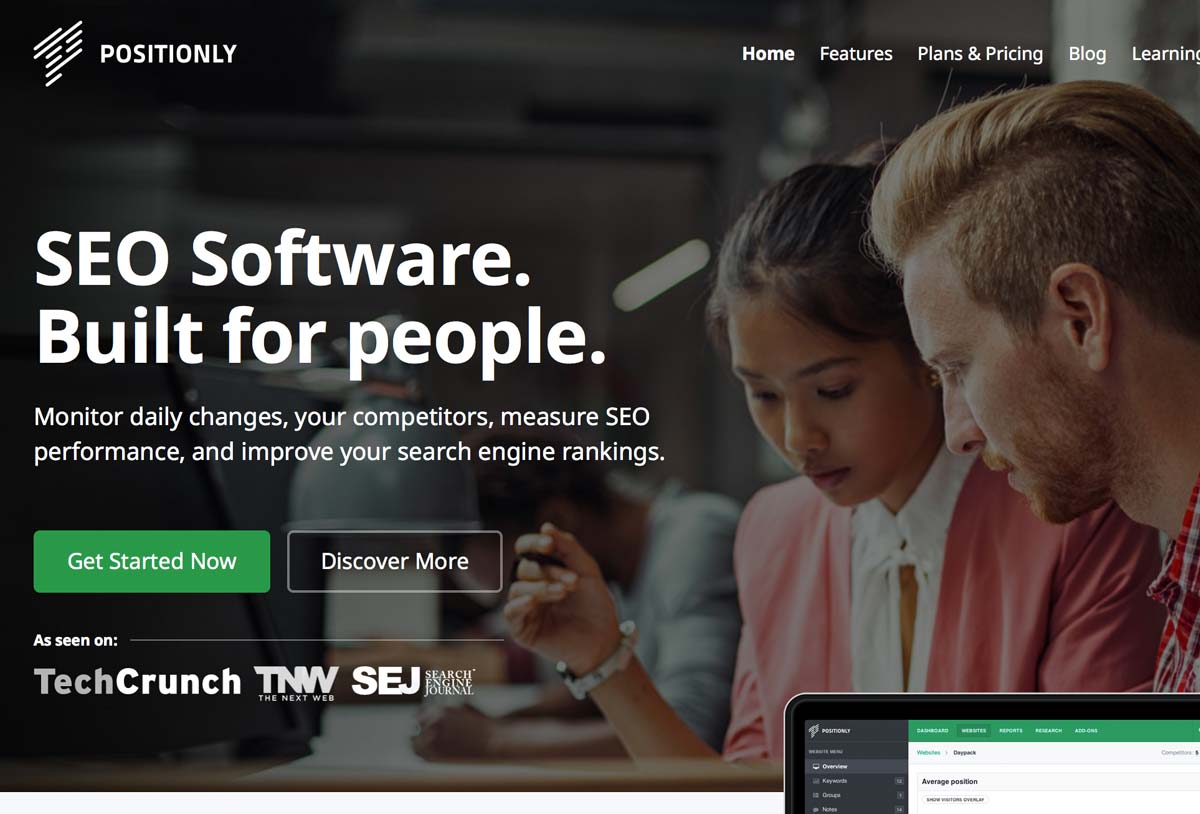 POSITIONLY
Home Features Plans & Pricing Blog Learning
SEO Software.
Built for people.
Monitor daily changes, your competitors, measure SEO
performance, and improve your search engine rankings.
Get Started Now Discover More
As seen on:
TechCrunch TNW THE NEXT WEB SEJ SEARCH ENGINE JOURNAL
POSITIONLY DASHBOARD WEBSITES REPORTS RESEARCH ADD-ONS
WEBSITE MENU Websites › Daypack Competitors: 5
Overview
Keywords 12
Average position
Groups 1
SHOW VISITORS OVERLAY
Notes 14